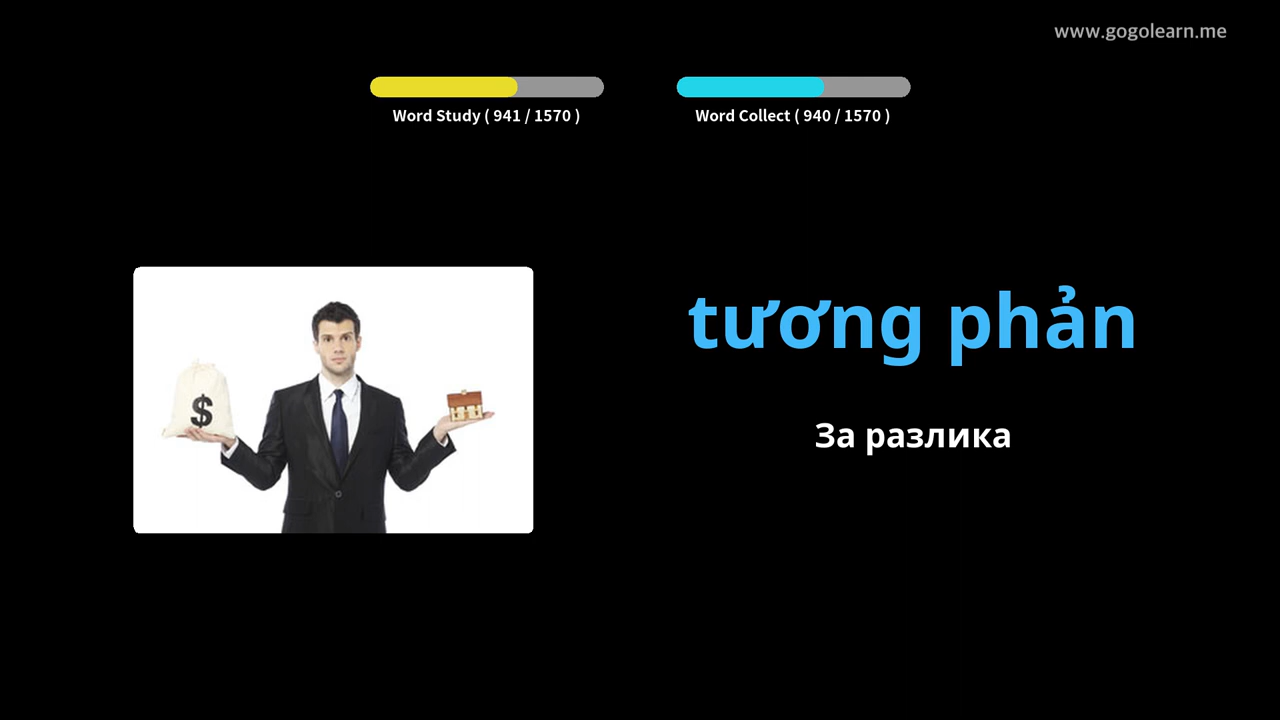 www.gogolearn.me
Word Study ( 941 / 1570 )
Word Collect ( 940 / 1570 )
$
tương phản
За разлика